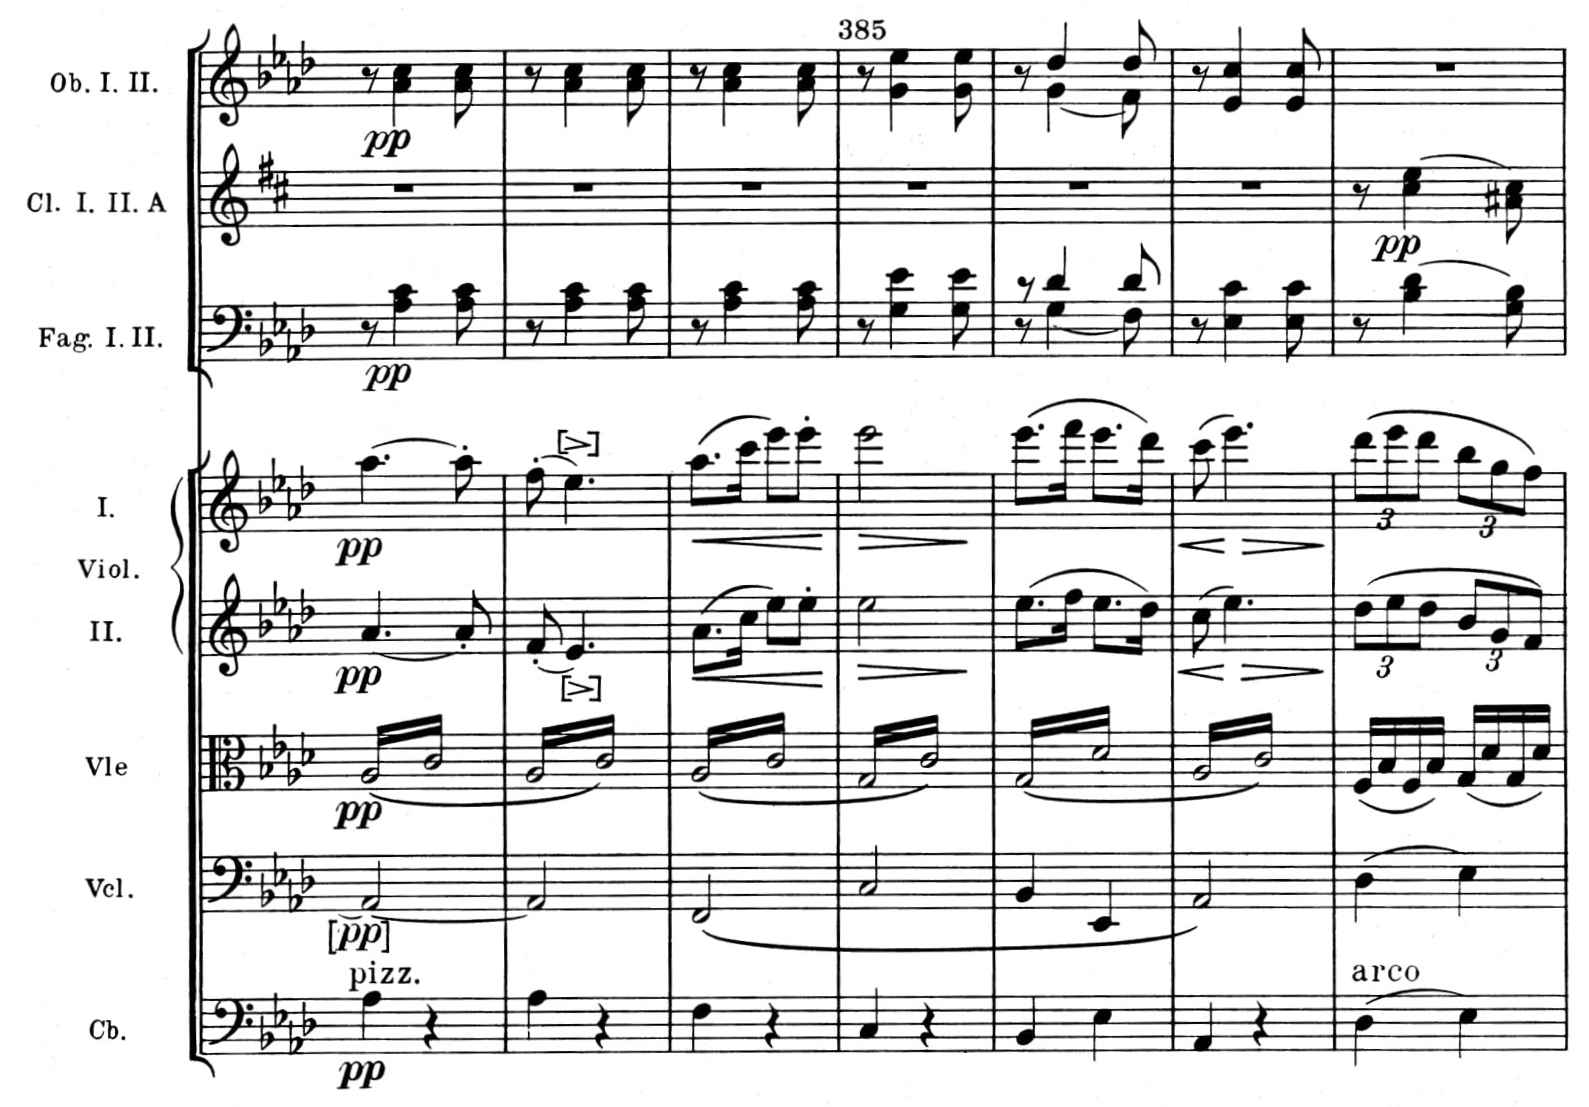 385
Ob. I. II.
pp
Cl. I. II. A
pp
Fag. I. II.
pp
[>]
I.
pp
3
3
Viol.
II.
pp
3
3
[>]
Vle
pp
Vcl.
[pp]
pizz.
arco
Cb.
pp